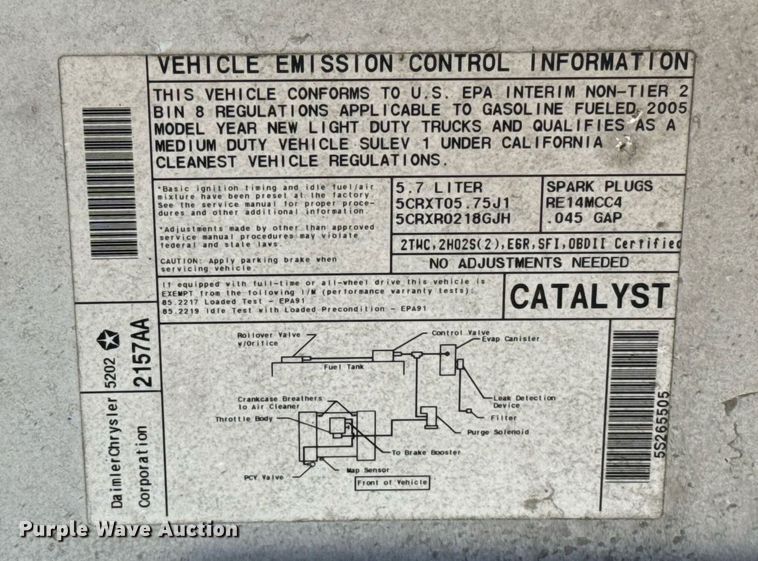 VEHICLE EMISSION CONTROL INFORMATION
THIS VEHICLE CONFORMS TO U.S. EPA INTERIM NON-TIER 2
BIN 8 REGULATIONS APPLICABLE TO GASOLINE FUELED 2005
MODEL YEAR NEW LIGHT DUTY TRUCKS AND QUALIFIES AS A
MEDIUM DUTY VEHICLE SULEV 1 UNDER CALIFORNIA
CLEANEST VEHICLE REGULATIONS.
*Basic ignition timing and idle fuel/air
mixture have been preset at the factory.
See the service manual for proper proce-
dures and other additional information
*Adjustments made by other than approved
service manual procedures may violate
federal and state laws.
CAUTION: Apply parking brake when
servicing vehicle.
5.7 LITER
5CRXT05.75J1
5CRXR0218GJH
SPARK PLUGS
RE14MCC4
.045 GAP
2TWC,2HO2S(2),EGR,SFI,OBDII Certified
NO ADJUSTMENTS NEEDED
If equipped with full-time or all-wheel drive this vehicle is
EXEMPT from the following I/M (performance warranty tests):
85.2217 Loaded Test - EPA91
85.2219 Idle Test with Loaded Precondition - EPA91
CATALYST
DaimlerChrysler
Corporation
5202
2157AA
Rollover Valve
w/Orifice
Control Valve
Evap Canister
Fuel Tank
Crankcase Breathers
to Air Cleaner
Throttle Body
Leak Detection
Device
Filter
Purge Solenoid
To Brake Booster
Map Sensor
PCV Valve
Front of Vehicle
5S265505
Purple Wave Auction